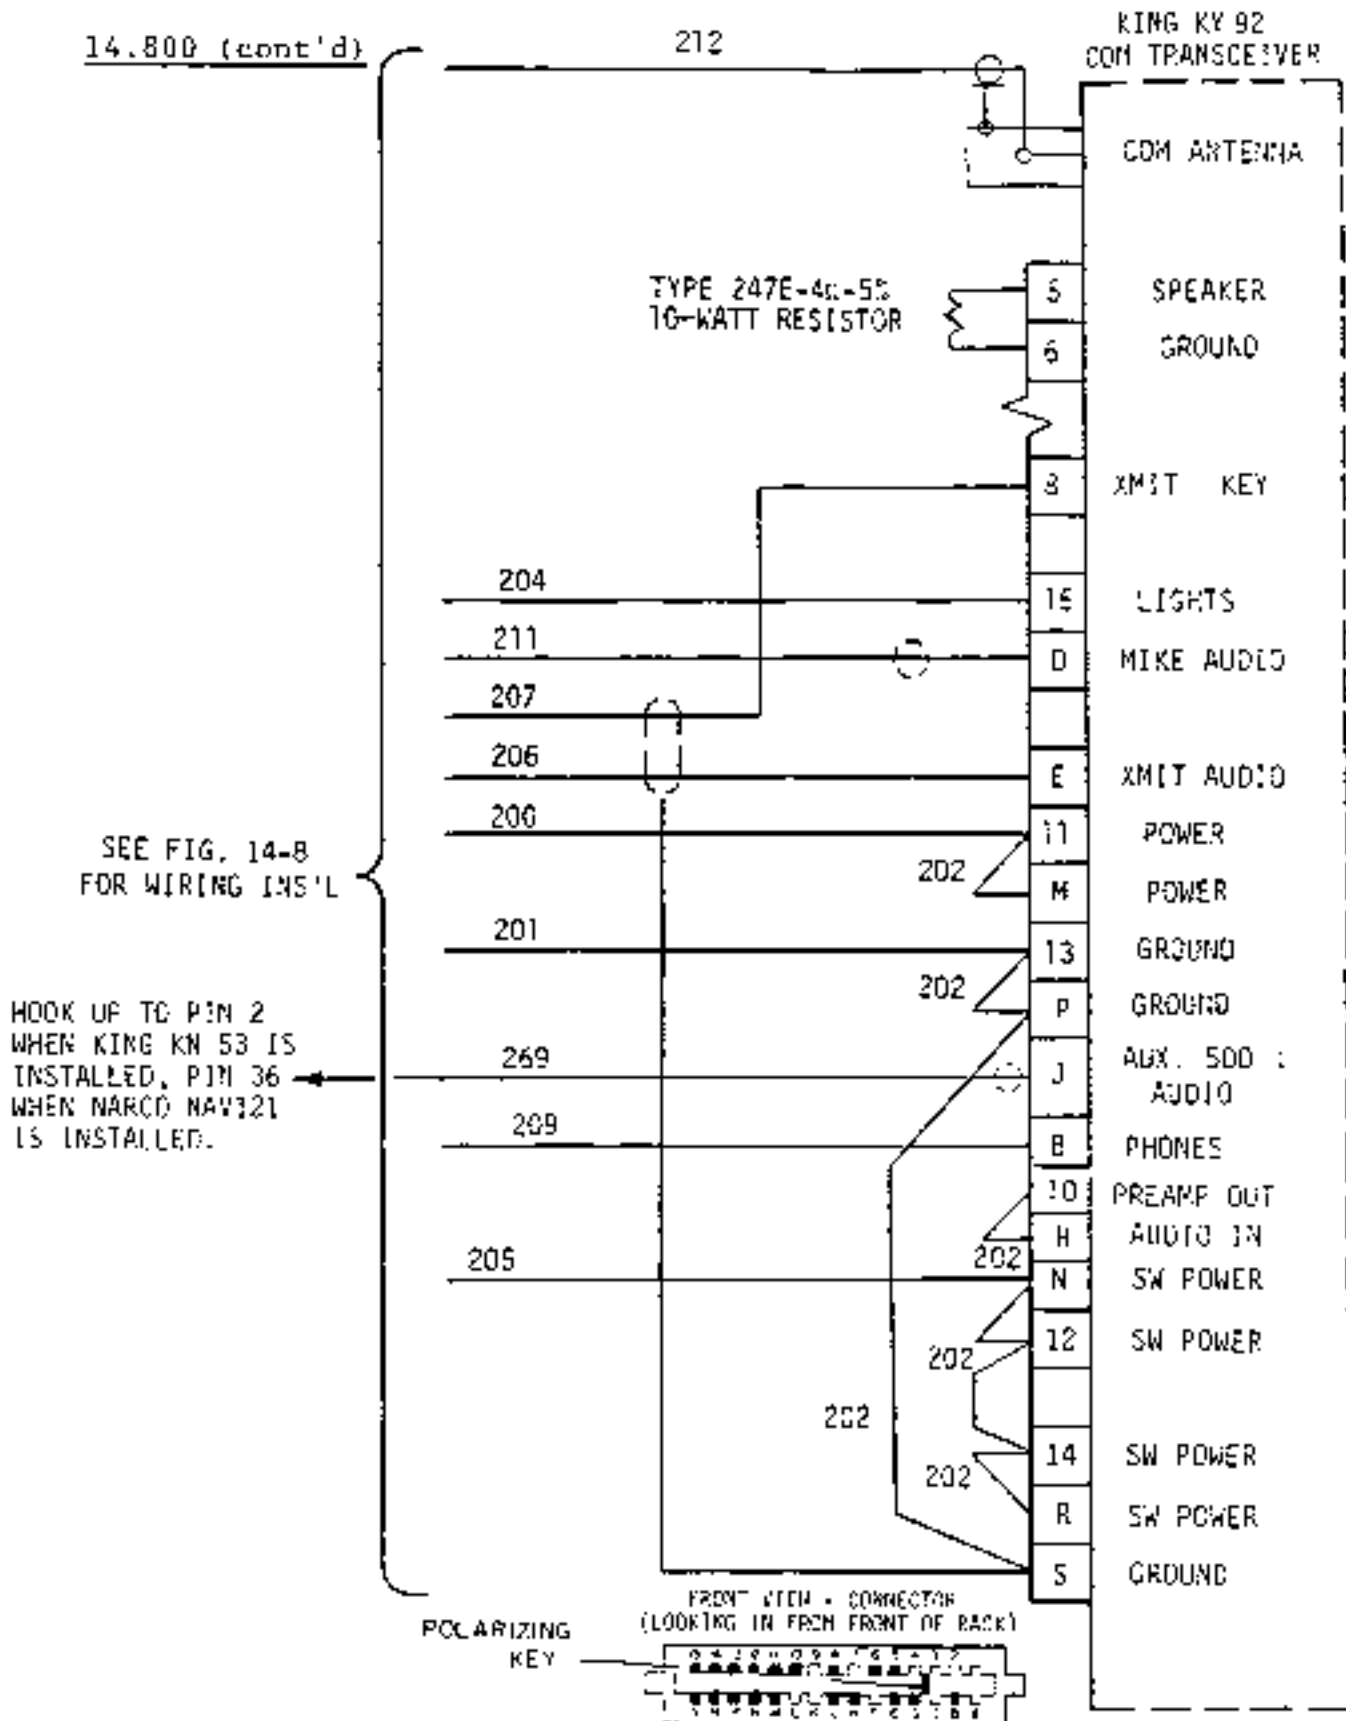 14.800 (cont'd)
212
KING KY 92
COM TRANSCEIVER
COM ANTENNA
TYPE 247E-4Ω-5%
10-WATT RESISTOR
5 SPEAKER
6 GROUND
8 XMIT KEY
204
LIGHTS
211
D MIKE AUDIO
207
206
E XMIT AUDIO
200
11 POWER
SEE FIG. 14-8
FOR WIRING INS'L
202
M POWER
201
13 GROUND
202
P GROUND
HOOK UP TO PIN 2
WHEN KING KN 53 IS
INSTALLED, PIN 36
WHEN NARCO NAV121
IS INSTALLED.
269
J AUX. 500
AUDIO
209
B PHONES
10 PREAMP OUT
H AUDIO IN
202
205
N SW POWER
12 SW POWER
202
202
14 SW POWER
202
R SW POWER
S GROUND
FRONT VIEW - CONNECTOR
(LOOKING IN FROM FRONT OF RACK)
POLARIZING
KEY